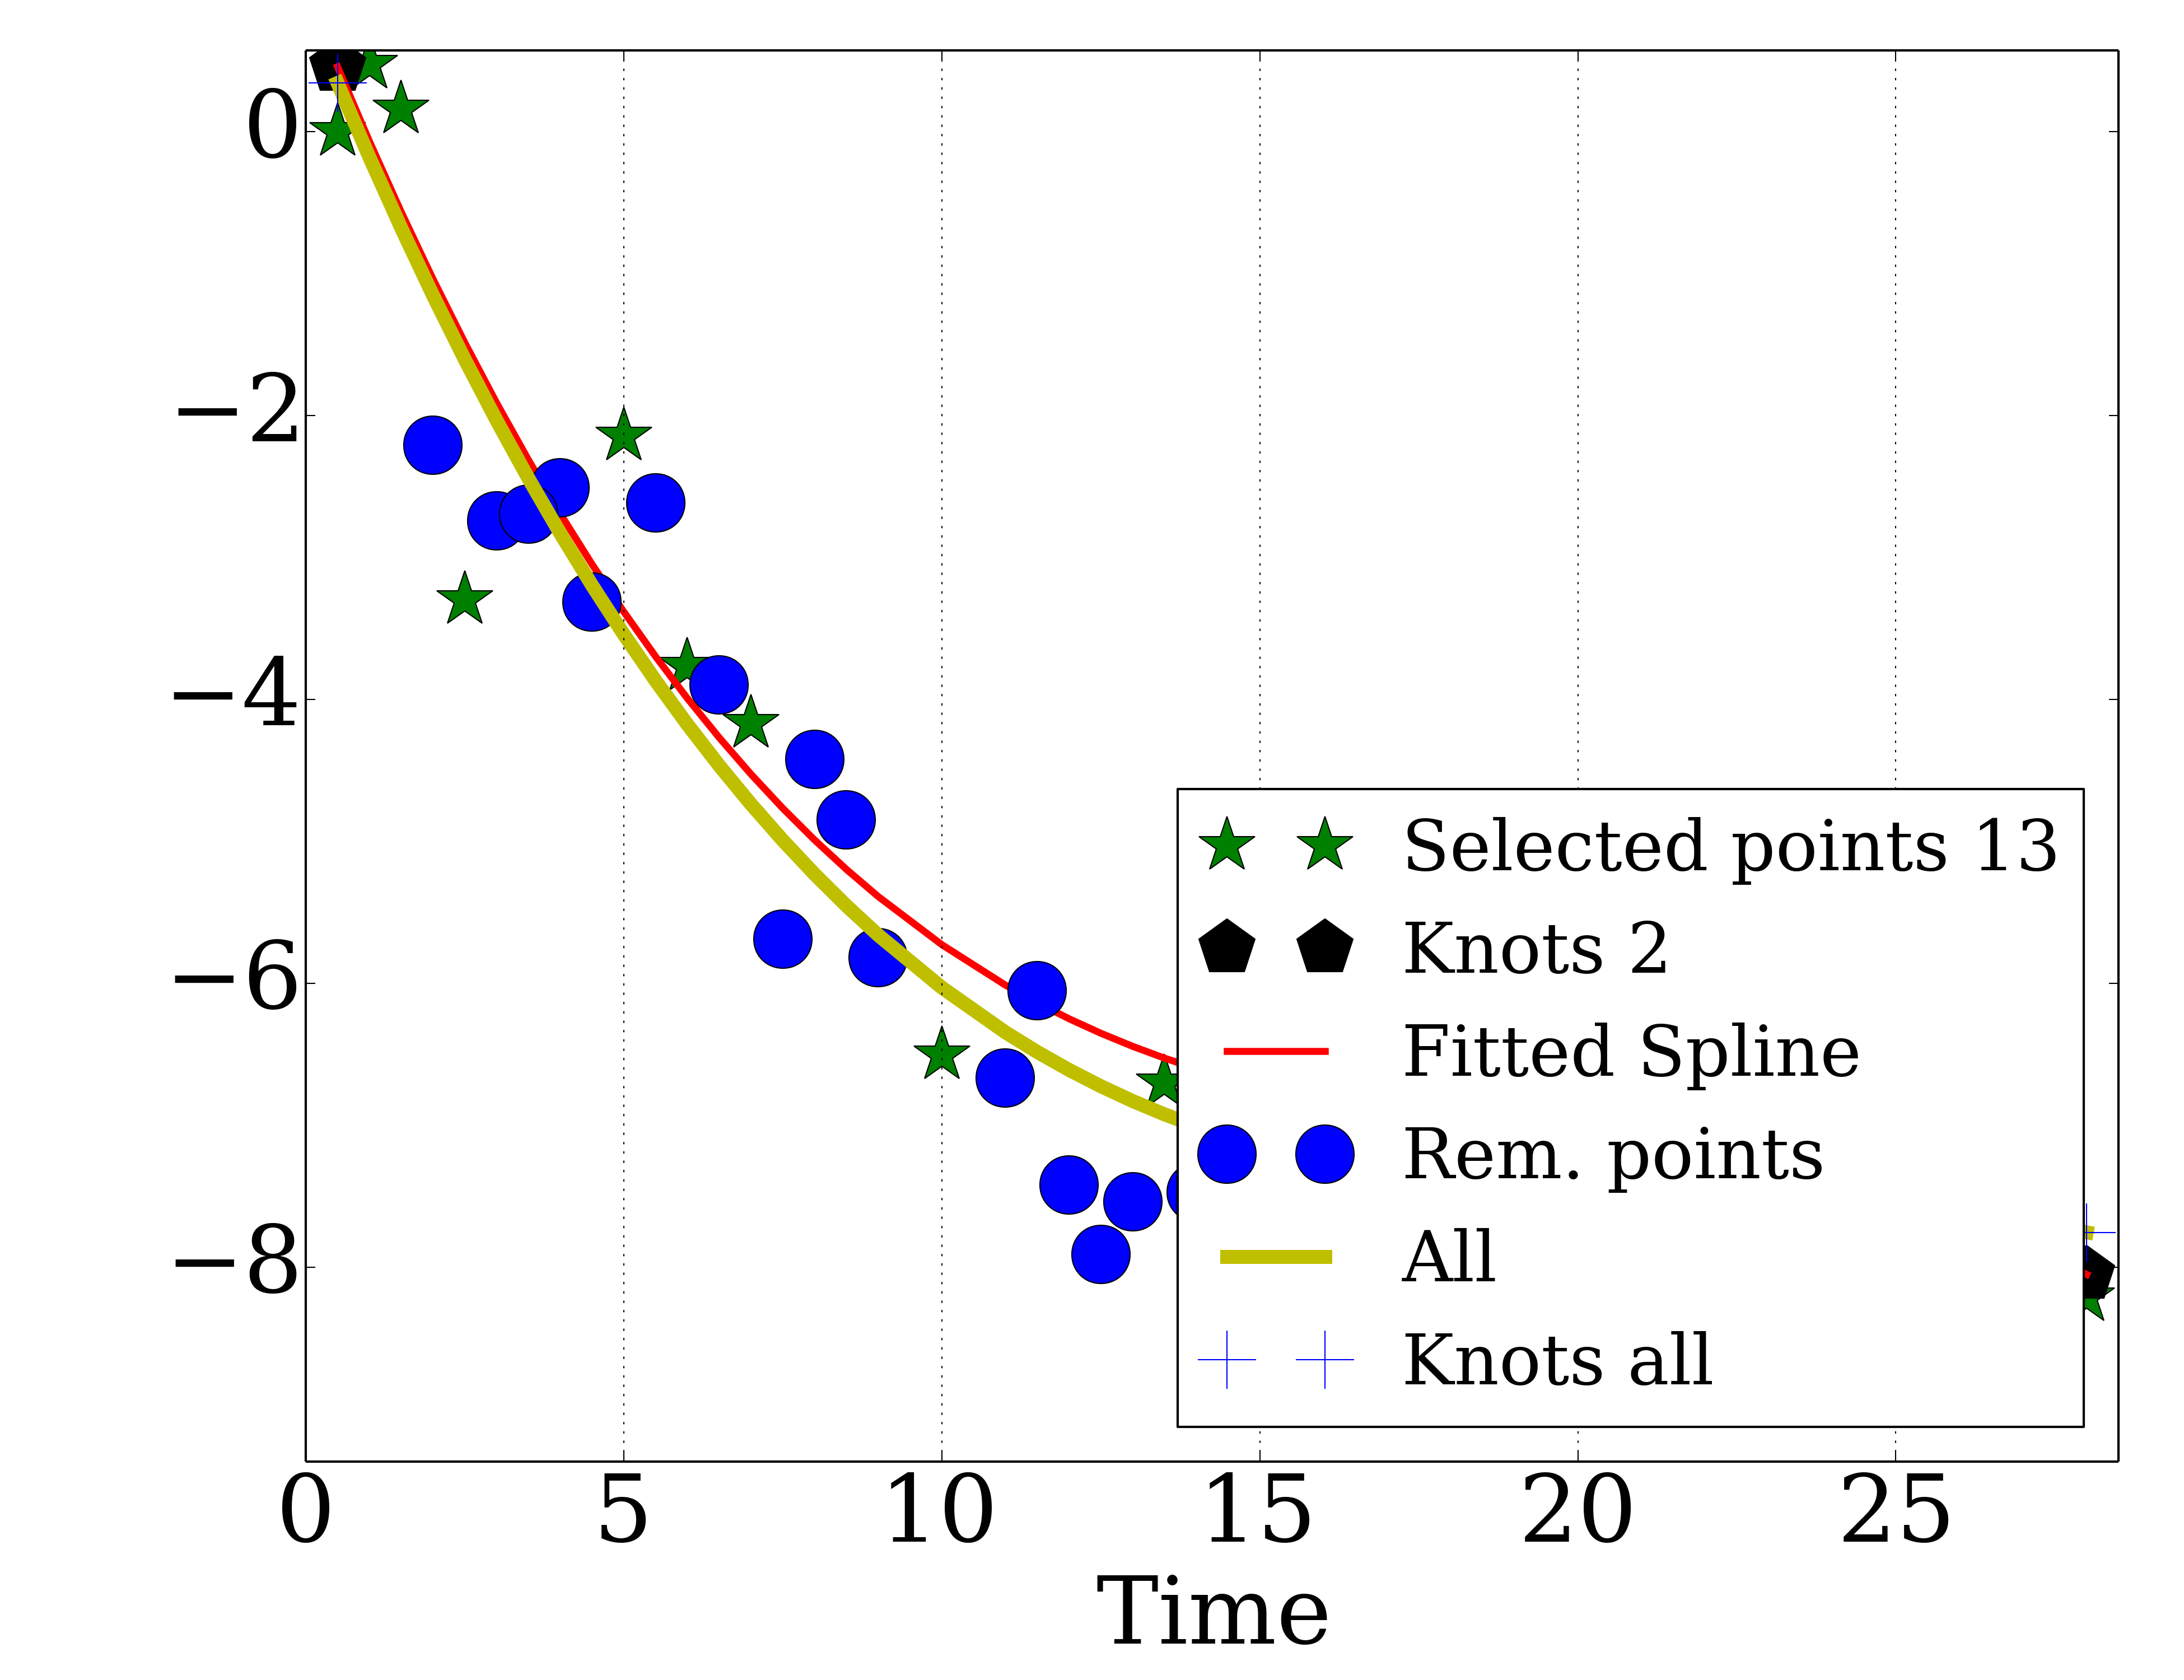 0
−2
−4
−6
−8
Selected points 13
Knots 2
Fitted Spline
Rem. points
All
Knots all
0 5 10 15 20 25
Time